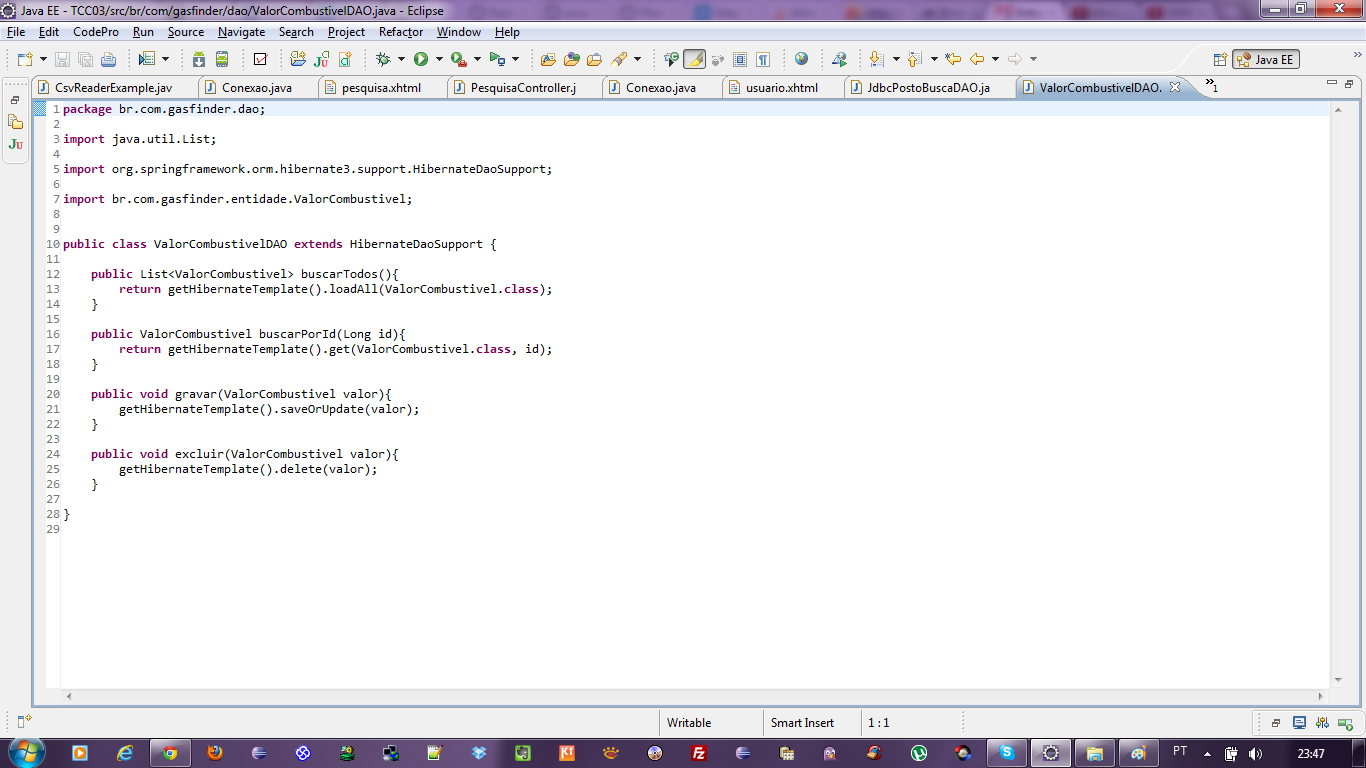 Java EE - TCC03/src/br/com/gasfinder/dao/ValorCombustivelDAO.java - Eclipse
File Edit CodePro Run Source Navigate Search Project Refactor Window Help
Java EE
CsvReaderExample.jav Conexao.java pesquisa.xhtml PesquisaController.j Conexao.java usuario.xhtml JdbcPostoBuscaDAO.ja ValorCombustivelDAO. »1
1 package br.com.gasfinder.dao;
2
3 import java.util.List;
4
5 import org.springframework.orm.hibernate3.support.HibernateDaoSupport;
6
7 import br.com.gasfinder.entidade.ValorCombustivel;
8
9
10 public class ValorCombustivelDAO extends HibernateDaoSupport {
11
12     public List<ValorCombustivel> buscarTodos(){
13         return getHibernateTemplate().loadAll(ValorCombustivel.class);
14     }
15
16     public ValorCombustivel buscarPorId(Long id){
17         return getHibernateTemplate().get(ValorCombustivel.class, id);
18     }
19
20     public void gravar(ValorCombustivel valor){
21         getHibernateTemplate().saveOrUpdate(valor);
22     }
23
24     public void excluir(ValorCombustivel valor){
25         getHibernateTemplate().delete(valor);
26     }
27
28 }
29
Writable Smart Insert 1 : 1
PT 23:47